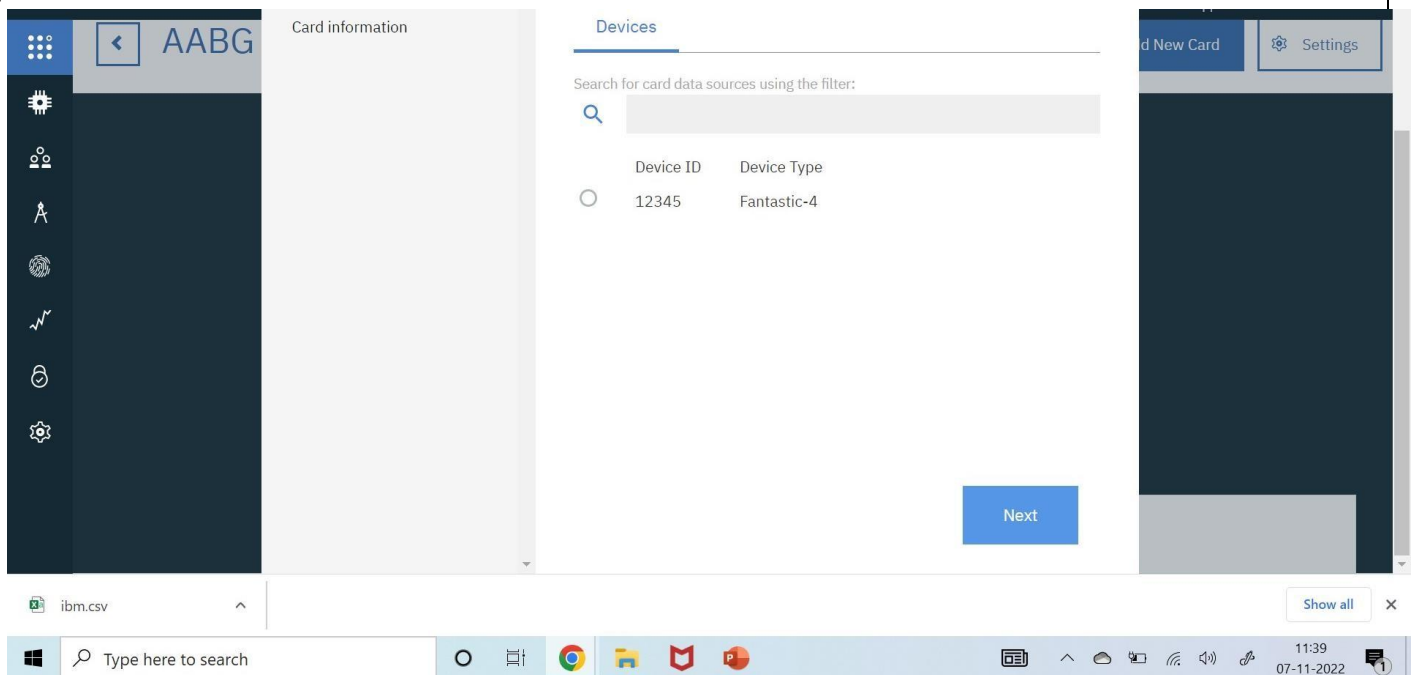 AABG
Card information
Devices
d New Card
Settings
Search for card data sources using the filter:
Device ID Device Type
12345 Fantastic-4
Next
ibm.csv
Show all
Type here to search
11:39
07-11-2022
1